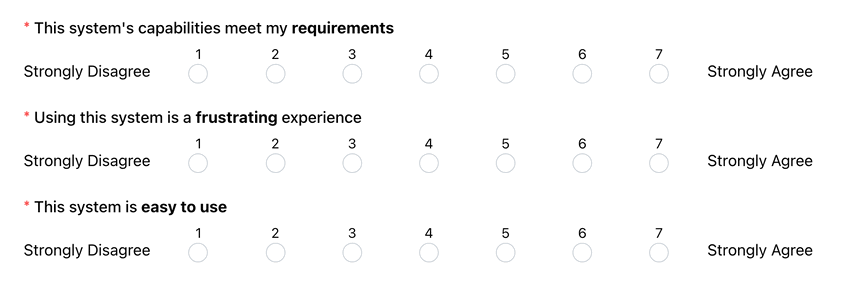 * This system's capabilities meet my requirements
1 2 3 4 5 6 7
Strongly Disagree Strongly Agree
* Using this system is a frustrating experience
1 2 3 4 5 6 7
Strongly Disagree Strongly Agree
* This system is easy to use
1 2 3 4 5 6 7
Strongly Disagree Strongly Agree